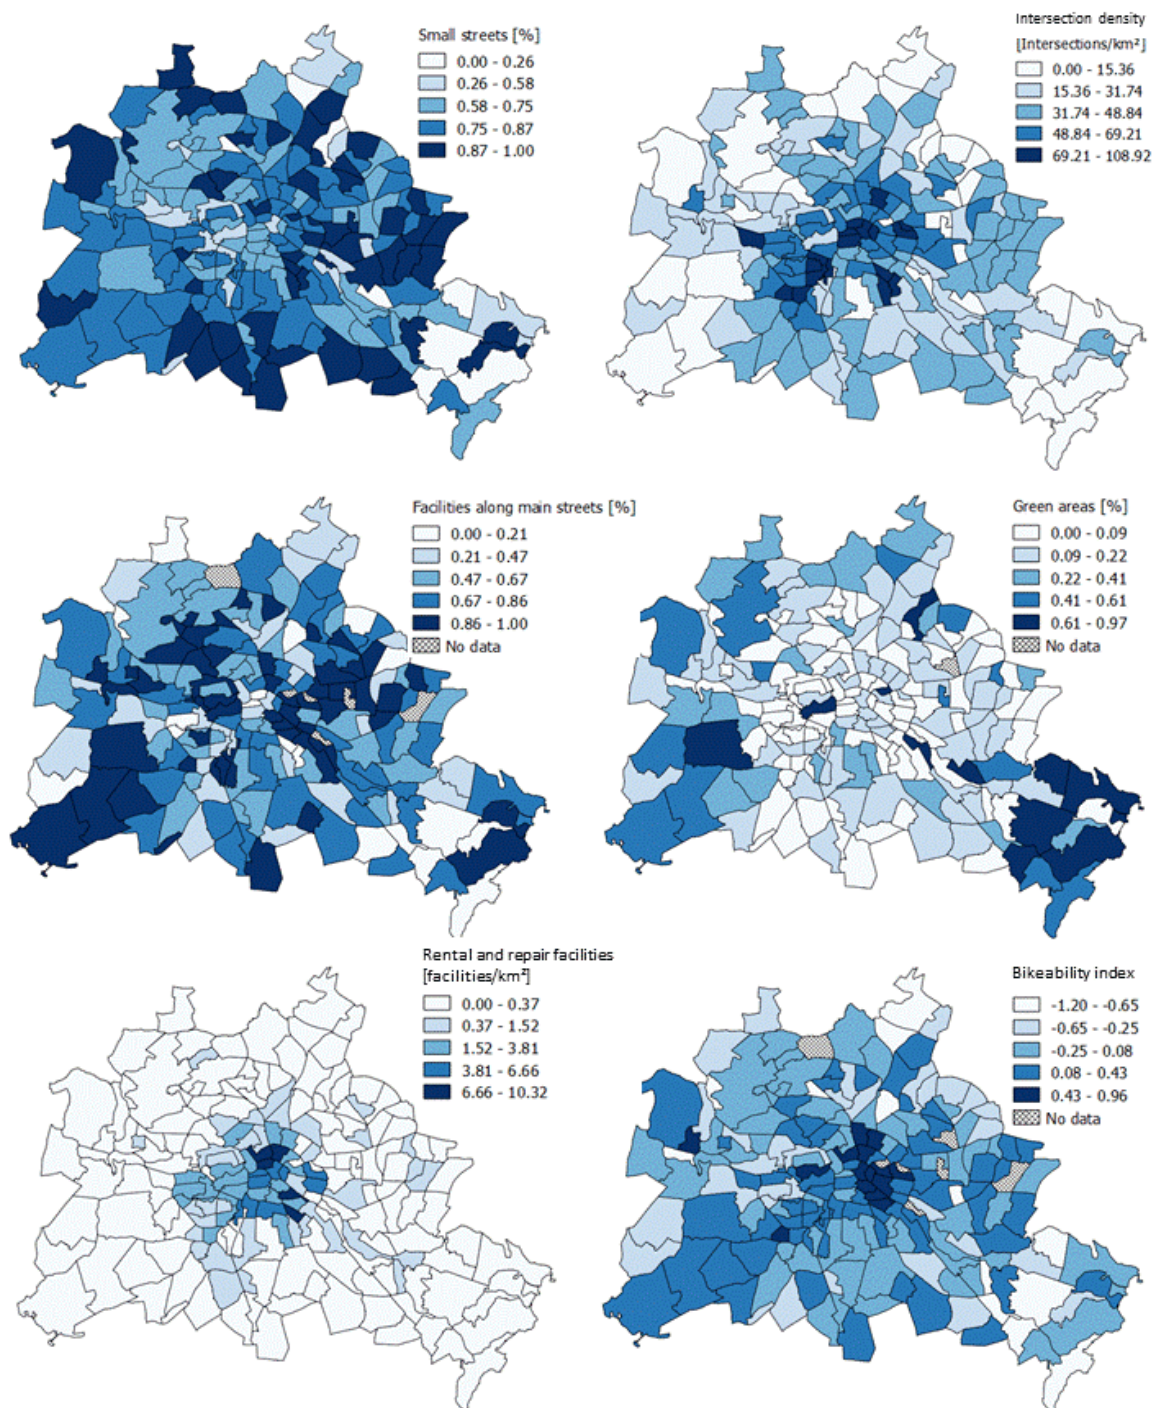 Small streets [%]
0.00 - 0.26
0.26 - 0.58
0.58 - 0.75
0.75 - 0.87
0.87 - 1.00
Intersection density
[Intersections/km²]
0.00 - 15.36
15.36 - 31.74
31.74 - 48.84
48.84 - 69.21
69.21 - 108.92
Facilities along main streets [%]
0.00 - 0.21
0.21 - 0.47
0.47 - 0.67
0.67 - 0.86
0.86 - 1.00
No data
Green areas [%]
0.00 - 0.09
0.09 - 0.22
0.22 - 0.41
0.41 - 0.61
0.61 - 0.97
No data
Rental and repair facilities
[facilities/km²]
0.00 - 0.37
0.37 - 1.52
1.52 - 3.81
3.81 - 6.66
6.66 - 10.32
Bikeability index
-1.20 - -0.65
-0.65 - -0.25
-0.25 - 0.08
0.08 - 0.43
0.43 - 0.96
No data